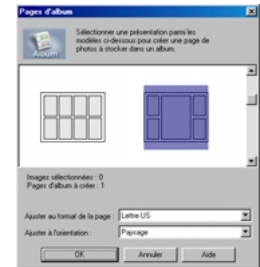 Pages d'album
Sélectionner une présentation parmi les
modèles ci-dessous pour créer une page de
photos à stocker dans un album.
Album
Images sélectionnées : 0
Pages d'album à créer : 1
Ajuster au format de la page : Lettre US
Ajuster à l'orientation : Paysage
OK Annuler Aide